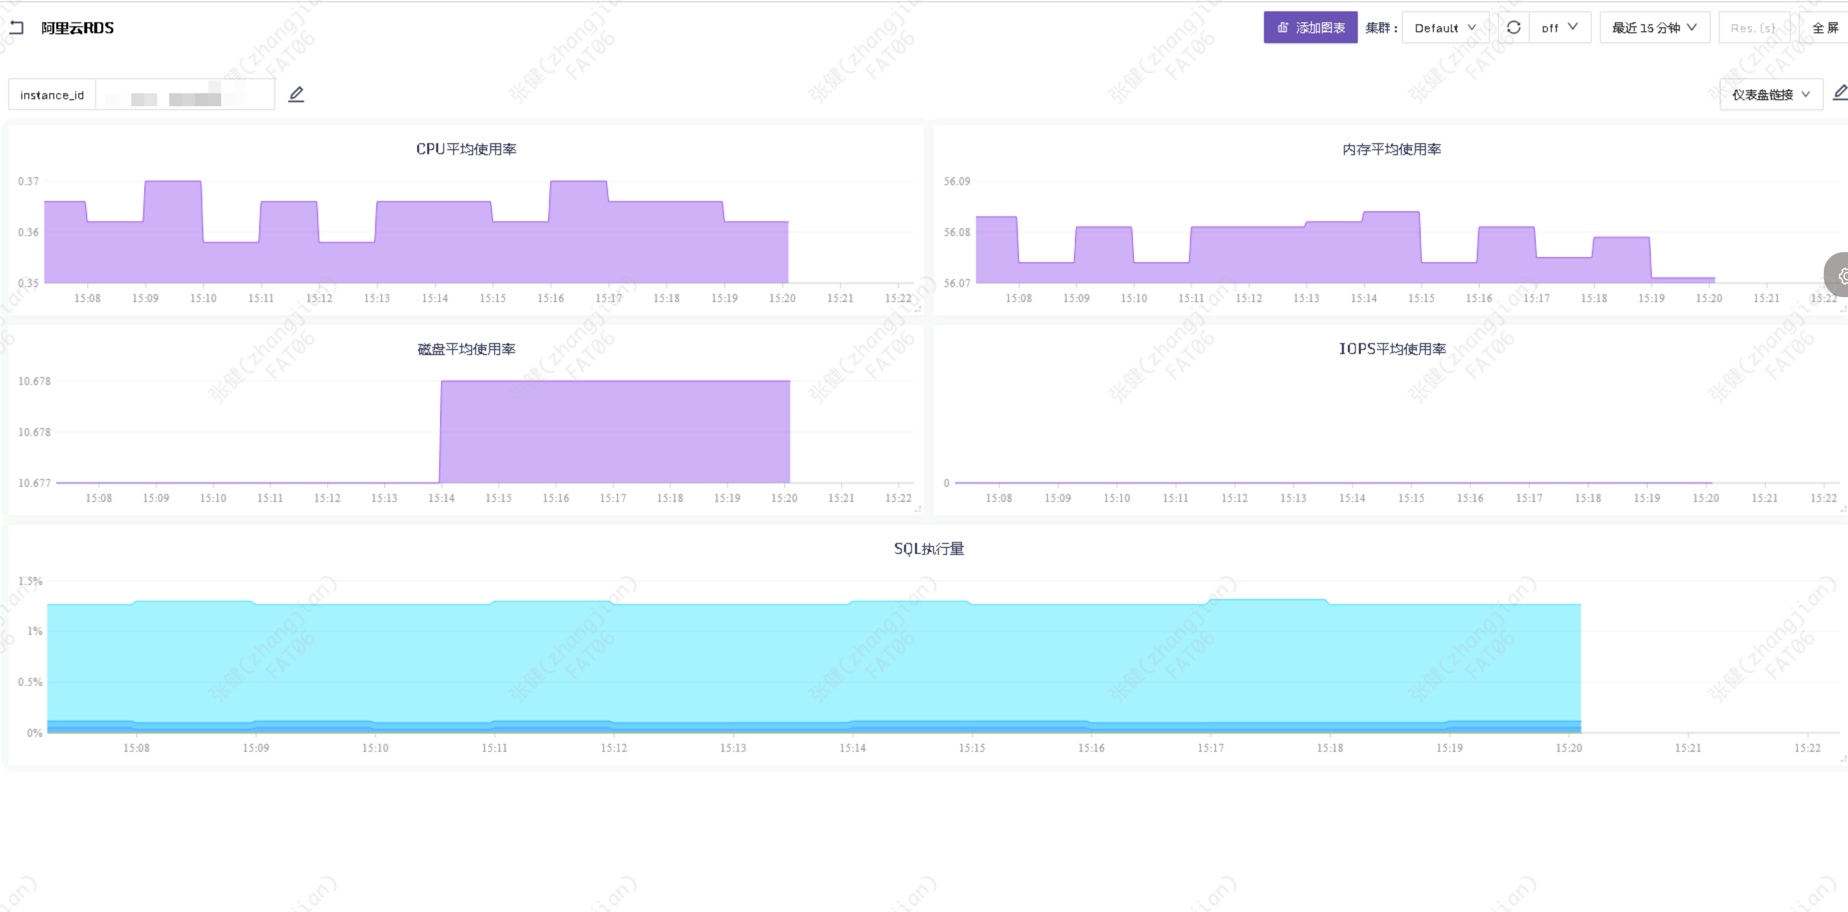 阿里云RDS 添加图表 集群: Default off 最近 15 分钟 Res. (s) 全屏
instance_id 仪表盘链接
CPU平均使用率
0.37
0.36
0.35
15:08 15:09 15:10 15:11 15:12 15:13 15:14 15:15 15:16 15:17 15:18 15:19 15:20 15:21 15:22
内存平均使用率
56.09
56.08
56.07
15:08 15:09 15:10 15:11 15:12 15:13 15:14 15:15 15:16 15:17 15:18 15:19 15:20 15:21 15:22
磁盘平均使用率
10.678
10.678
10.677
15:08 15:09 15:10 15:11 15:12 15:13 15:14 15:15 15:16 15:17 15:18 15:19 15:20 15:21 15:22
IOPS平均使用率
0
15:08 15:09 15:10 15:11 15:12 15:13 15:14 15:15 15:16 15:17 15:18 15:19 15:20 15:21 15:22
SQL执行量
1.5%
1%
0.5%
0%
15:08 15:09 15:10 15:11 15:12 15:13 15:14 15:15 15:16 15:17 15:18 15:19 15:20 15:21 15:22
张健(zhangjian)
FAT06